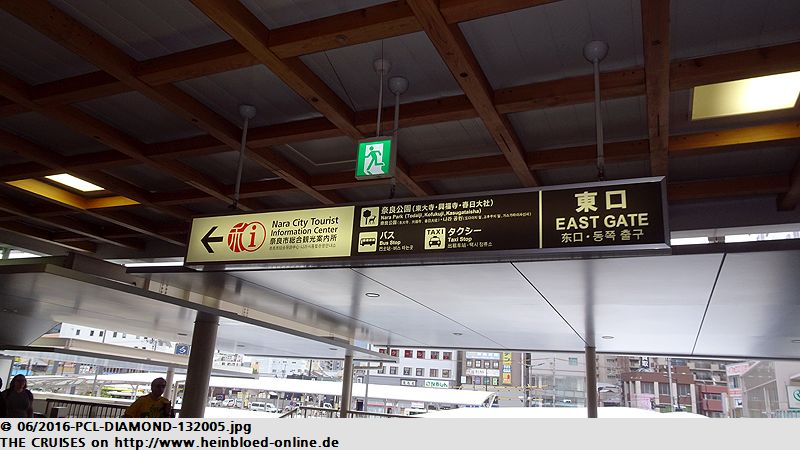 Nara City Tourist
Information Center
奈良市総合観光案内所
奈良公園(東大寺・興福寺・春日大社)
Nara Park (Todaiji,Kofukuji,Kasugataisha)
バス
Bus Stop
タクシー
Taxi Stop
TAXI
东口・동쪽 출구
東口
EAST GATE
© 06/2016-PCL-DIAMOND-132005.jpg
THE CRUISES on http://www.heinbloed-online.de